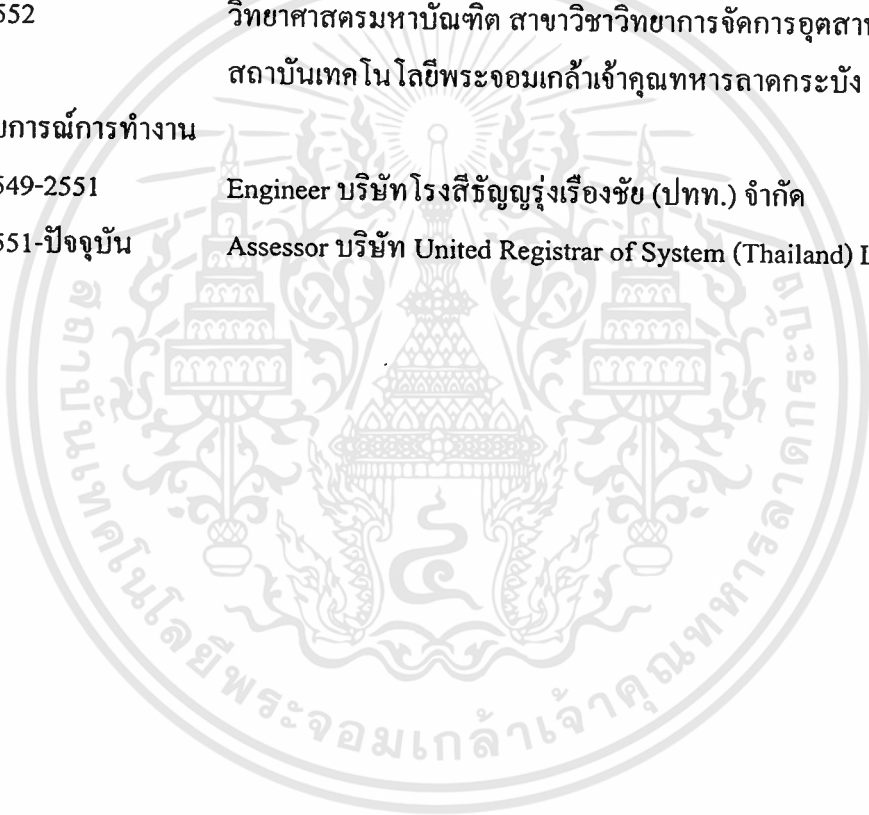 552 วิทยาศาสตรมหาบัณฑิต สาขาวิชาวิทยาการจัดการอุตสาห
สถาบันเทคโนโลยีพระจอมเกล้าเจ้าคุณทหารลาดกระบัง
บการณ์การทำงาน
549-2551 Engineer บริษัทโรงสีธัญญรุ่งเรืองชัย (ปทท.) จำกัด
551-ปัจจุบัน Assessor บริษัท United Registrar of System (Thailand) L
สถาบันเทคโนโลยีพระจอมเกล้าเจ้าคุณทหารลาดกระบัง